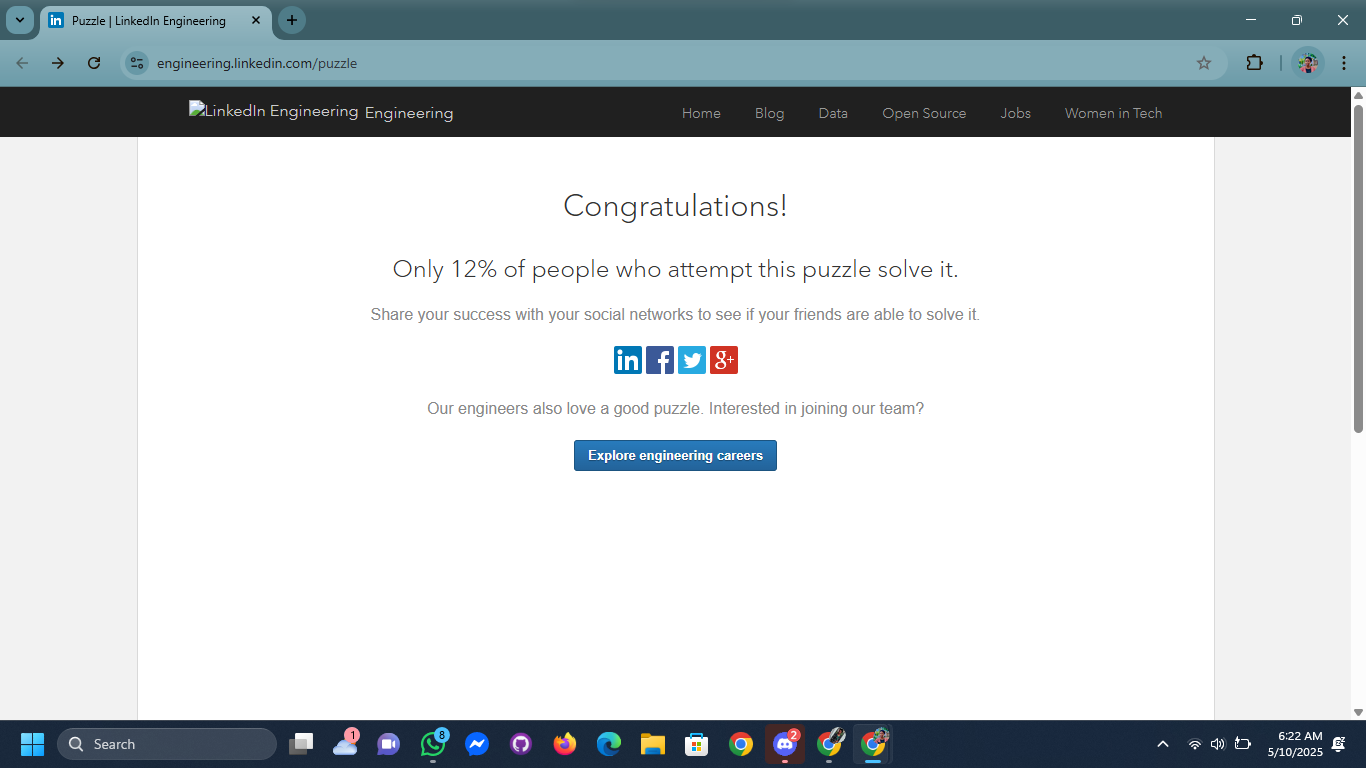 Puzzle | LinkedIn Engineering
engineering.linkedin.com/puzzle
LinkedIn Engineering Engineering
Home Blog Data Open Source Jobs Women in Tech
Congratulations!
Only 12% of people who attempt this puzzle solve it.
Share your success with your social networks to see if your friends are able to solve it.
in f g+
Our engineers also love a good puzzle. Interested in joining our team?
Explore engineering careers
Search
1
8
2
6:22 AM
5/10/2025